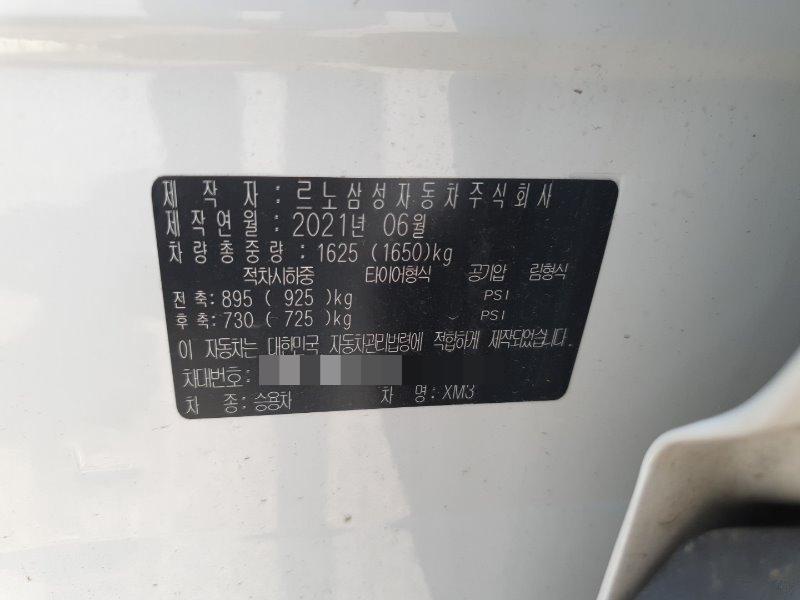 제 작 자 : 르노삼성자동차주식회사
제작연월 : 2021년 06월
차량총중량 : 1625 (1650)kg
적차시하중 타이어형식 공기압 림형식
전축: 895 ( 925 )kg PSI
후축: 730 ( 725 )kg PSI
이 자동차는 대한민국 자동차관리법령에 적합하게 제작되었습니다.
차대번호:
차 종: 승용차 차 명: XM3